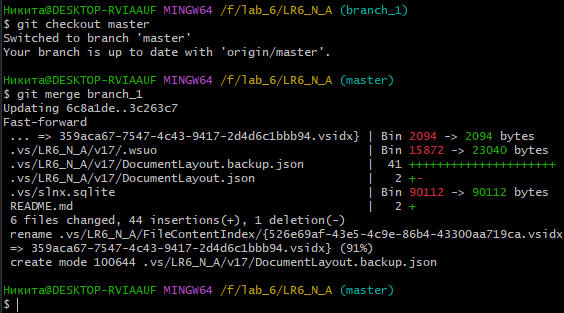 Никита@DESKTOP-RVIAAUF MINGW64 /f/lab_6/LR6_N_A (branch_1)
$ git checkout master
Switched to branch 'master'
Your branch is up to date with 'origin/master'.
Никита@DESKTOP-RVIAAUF MINGW64 /f/lab_6/LR6_N_A (master)
$ git merge branch_1
Updating 6c8a1de..3c263c7
Fast-forward
... => 359aca67-7547-4c43-9417-2d4d6c1bbb94.vsidx} | Bin 2094 -> 2094 bytes
.vs/LR6_N_A/v17/.wsuo | Bin 15872 -> 23040 bytes
.vs/LR6_N_A/v17/DocumentLayout.backup.json | 41 +++++++++++++++++++++
.vs/LR6_N_A/v17/DocumentLayout.json | 2 +-
.vs/slnx.sqlite | Bin 90112 -> 90112 bytes
README.md | 2 +
6 files changed, 44 insertions(+), 1 deletion(-)
rename .vs/LR6_N_A/FileContentIndex/{526e69af-43e5-4c9e-86b4-43300aa719ca.vsidx
=> 359aca67-7547-4c43-9417-2d4d6c1bbb94.vsidx} (91%)
create mode 100644 .vs/LR6_N_A/v17/DocumentLayout.backup.json
Никита@DESKTOP-RVIAAUF MINGW64 /f/lab_6/LR6_N_A (master)
$